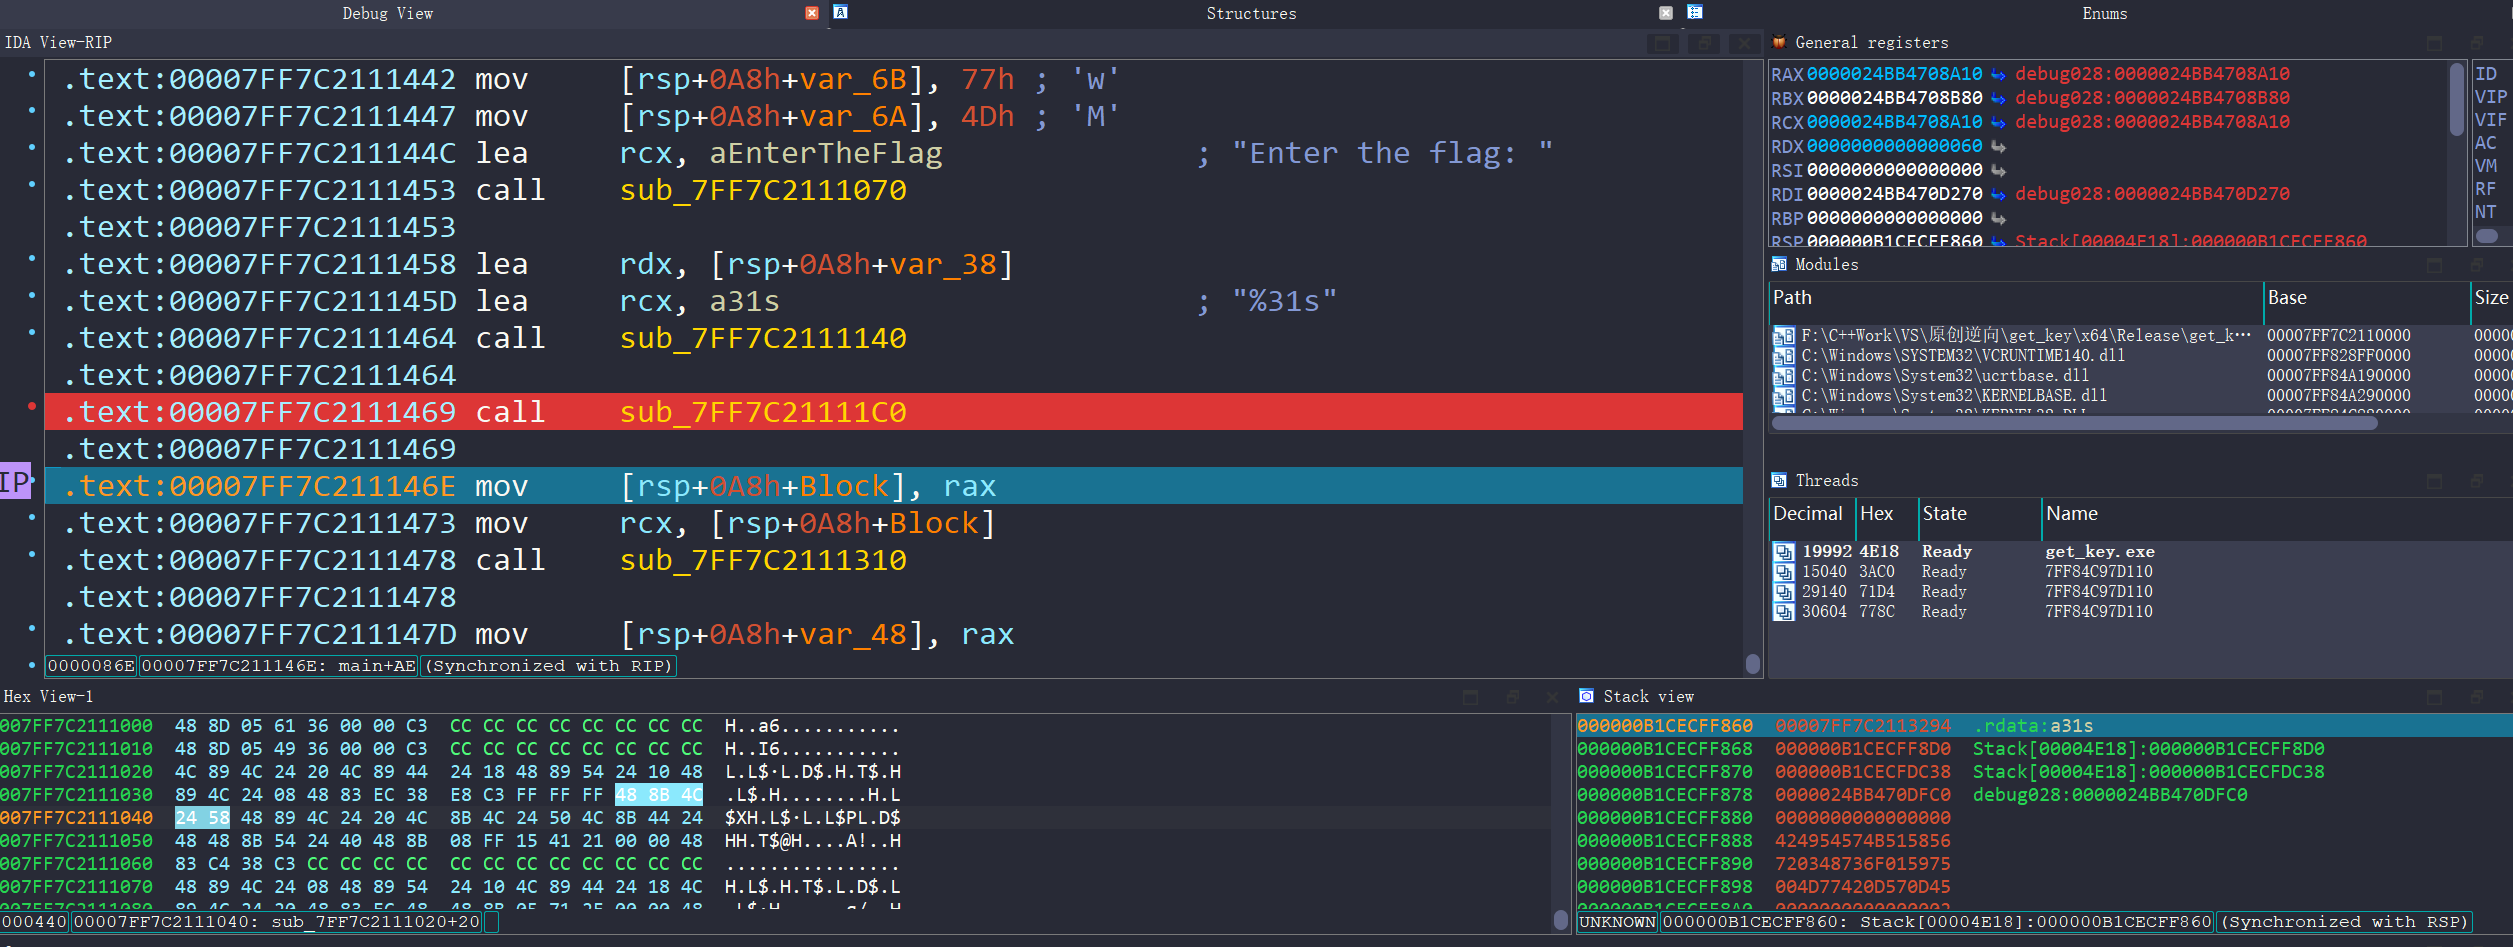 Debug View
Structures
Enums
IDA View-RIP
.text:00007FF7C2111442 mov [rsp+0A8h+var_6B], 77h ; 'w'
.text:00007FF7C2111447 mov [rsp+0A8h+var_6A], 4Dh ; 'M'
.text:00007FF7C211144C lea rcx, aEnterTheFlag ; "Enter the flag: "
.text:00007FF7C2111453 call sub_7FF7C2111070
.text:00007FF7C2111453
.text:00007FF7C2111458 lea rdx, [rsp+0A8h+var_38]
.text:00007FF7C211145D lea rcx, a31s ; "%31s"
.text:00007FF7C2111464 call sub_7FF7C2111140
.text:00007FF7C2111464
.text:00007FF7C2111469 call sub_7FF7C21111C0
.text:00007FF7C2111469
IP .text:00007FF7C211146E mov [rsp+0A8h+Block], rax
.text:00007FF7C2111473 mov rcx, [rsp+0A8h+Block]
.text:00007FF7C2111478 call sub_7FF7C2111310
.text:00007FF7C2111478
.text:00007FF7C211147D mov [rsp+0A8h+var_48], rax
0000086E 00007FF7C211146E: main+AE (Synchronized with RIP)
General registers
RAX 0000024BB4708A10 debug028:0000024BB4708A10
RBX 0000024BB4708B80 debug028:0000024BB4708B80
RCX 0000024BB4708A10 debug028:0000024BB4708A10
RDX 0000000000000060
RSI 0000000000000000
RDI 0000024BB470D270 debug028:0000024BB470D270
RBP 0000000000000000
RSP 000000B1CECFF860 Stack[00004E18]:000000B1CECFF860
ID
VIP
VIF
AC
VM
RF
NT
Modules
Path Base Size
F:\C++Work\VS\原创逆向\get_key\x64\Release\get_k… 00007FF7C2110000 0000
C:\Windows\SYSTEM32\VCRUNTIME140.dll 00007FF828FF0000 0000
C:\Windows\System32\ucrtbase.dll 00007FF84A190000 0000
C:\Windows\System32\KERNELBASE.dll 00007FF84A290000 0000
Threads
Decimal Hex State Name
19992 4E18 Ready get_key.exe
15040 3AC0 Ready 7FF84C97D110
29140 71D4 Ready 7FF84C97D110
30604 778C Ready 7FF84C97D110
Hex View-1
007FF7C2111000 48 8D 05 61 36 00 00 C3 CC CC CC CC CC CC CC CC H..a6...........
007FF7C2111010 48 8D 05 49 36 00 00 C3 CC CC CC CC CC CC CC CC H..I6...........
007FF7C2111020 4C 89 4C 24 20 4C 89 44 24 18 48 89 54 24 10 48 L.L$·L.D$.H.T$.H
007FF7C2111030 89 4C 24 08 48 83 EC 38 E8 C3 FF FF FF 48 8B 4C .L$.H........H.L
007FF7C2111040 24 58 48 89 4C 24 20 4C 8B 4C 24 50 4C 8B 44 24 $XH.L$·L.L$PL.D$
007FF7C2111050 48 48 8B 54 24 40 48 8B 08 FF 15 41 21 00 00 48 HH.T$@H....A!..H
007FF7C2111060 83 C4 38 C3 CC CC CC CC CC CC CC CC CC CC CC CC ................
007FF7C2111070 48 89 4C 24 08 48 89 54 24 10 4C 89 44 24 18 4C H.L$.H.T$.L.D$.L
000440 00007FF7C2111040: sub_7FF7C2111020+20
Stack view
000000B1CECFF860 00007FF7C2113294 .rdata:a31s
000000B1CECFF868 000000B1CECFF8D0 Stack[00004E18]:000000B1CECFF8D0
000000B1CECFF870 000000B1CECFDC38 Stack[00004E18]:000000B1CECFDC38
000000B1CECFF878 0000024BB470DFC0 debug028:0000024BB470DFC0
000000B1CECFF880 0000000000000000
000000B1CECFF888 424954574B515856
000000B1CECFF890 720348736F015975
000000B1CECFF898 004D77420D570D45
UNKNOWN 000000B1CECFF860: Stack[00004E18]:000000B1CECFF860 (Synchronized with RSP)